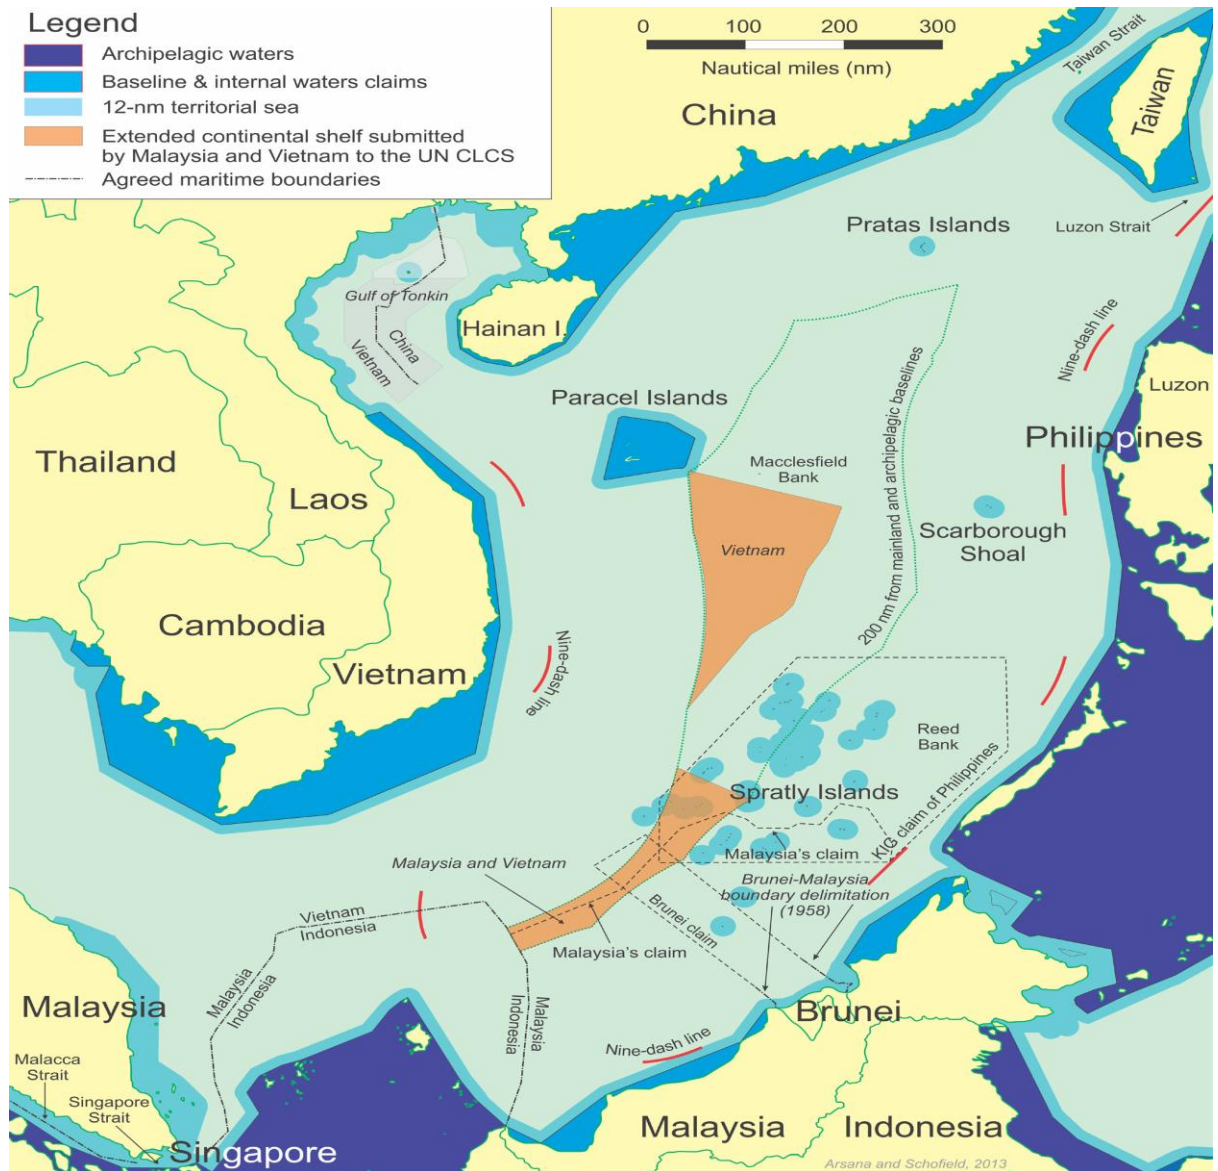 Legend
Archipelagic waters
Baseline & internal waters claims
12-nm territorial sea
Extended continental shelf submitted
by Malaysia and Vietnam to the UN CLCS
Agreed maritime boundaries
0 100 200 300
Nautical miles (nm)
Taiwan Strait
China
Taiwan
Pratas Islands
Luzon Strait
Gulf of Tonkin
China
Vietnam
Hainan I.
Nine-dash line
Luzon
Paracel Islands
200 nm from mainland and archipelagic baselines
Philippines
Thailand
Laos
Macclesfield
Bank
Scarborough
Shoal
Vietnam
Cambodia
Vietnam
Nine-dash line
Reed
Bank
Spratly Islands
KIG claim of Philippines
Malaysia's claim
Malaysia and Vietnam
Brunei-Malaysia
boundary delimitation
(1958)
Brunei claim
Vietnam
Indonesia
Malaysia's claim
Malaysia
Indonesia
Malaysia
Indonesia
Malaysia
Brunei
Nine-dash line
Malacca
Strait
Singapore
Strait
Singapore
Malaysia
Indonesia
Arsana and Schofield, 2013